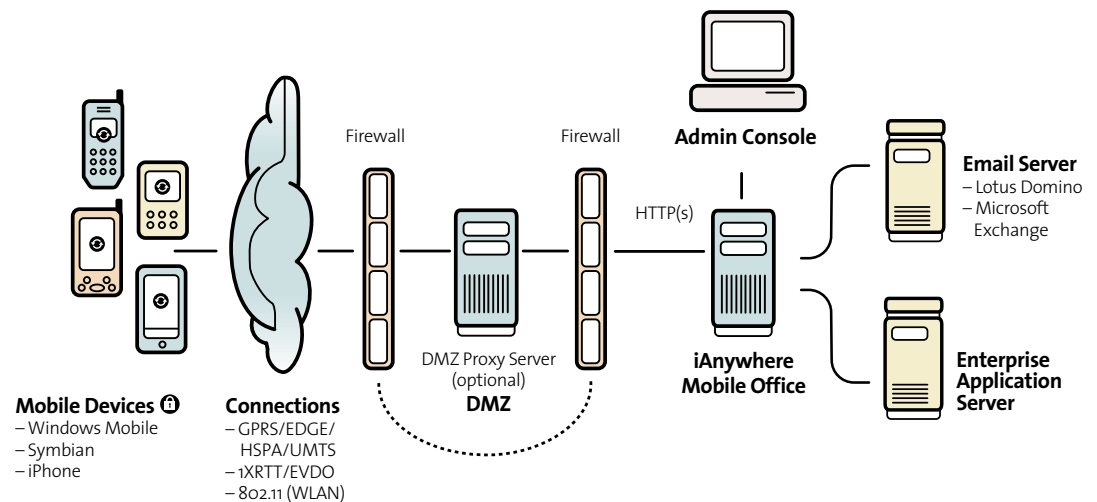 Firewall
Firewall
HTTP(s)
Admin Console
Email Server
– Lotus Domino
– Microsoft
Exchange
DMZ Proxy Server
(optional)
DMZ
iAnywhere
Mobile Office
Enterprise
Application
Server
Mobile Devices
– Windows Mobile
– Symbian
– iPhone
Connections
– GPRS/EDGE/
HSPA/UMTS
– 1XRTT/EVDO
– 802.11 (WLAN)